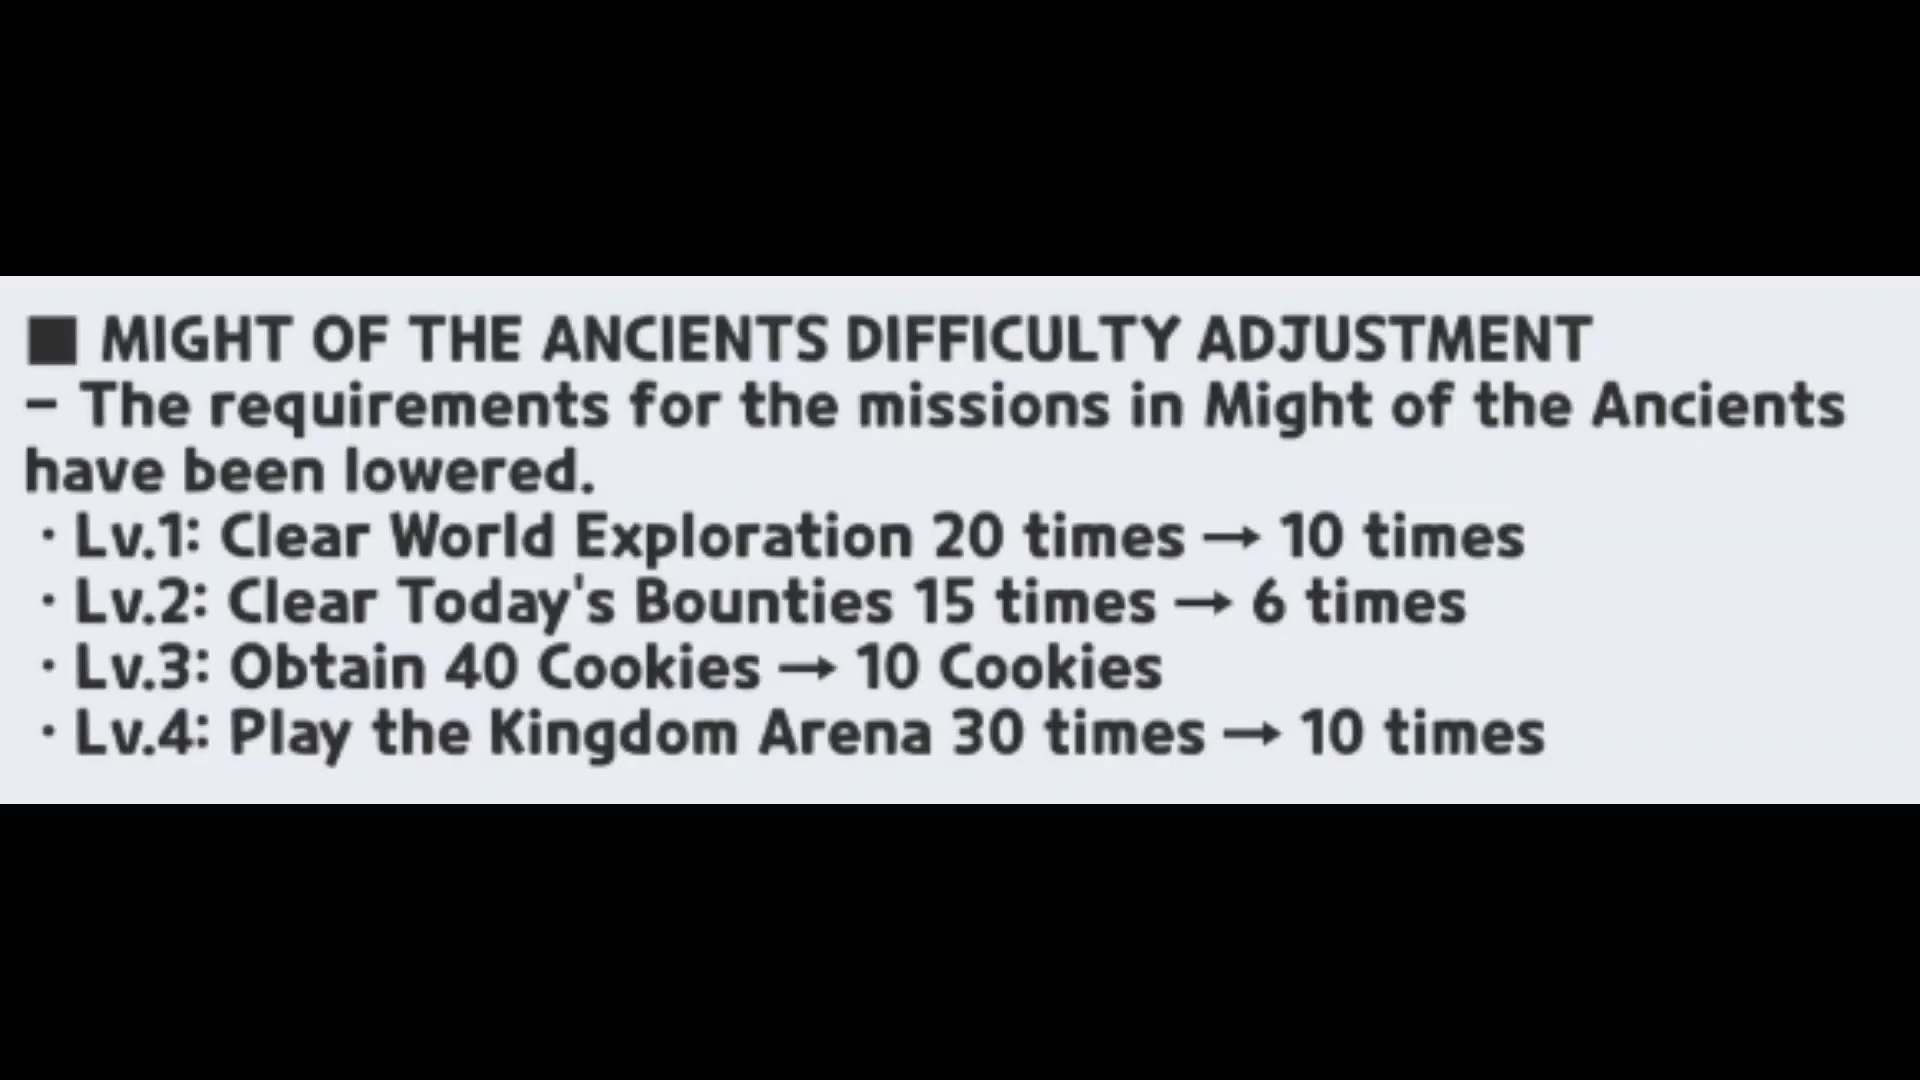 ■ MIGHT OF THE ANCIENTS DIFFICULTY ADJUSTMENT
– The requirements for the missions in Might of the Ancients
have been lowered.
· Lv.1: Clear World Exploration 20 times → 10 times
· Lv.2: Clear Today's Bounties 15 times → 6 times
· Lv.3: Obtain 40 Cookies → 10 Cookies
· Lv.4: Play the Kingdom Arena 30 times → 10 times